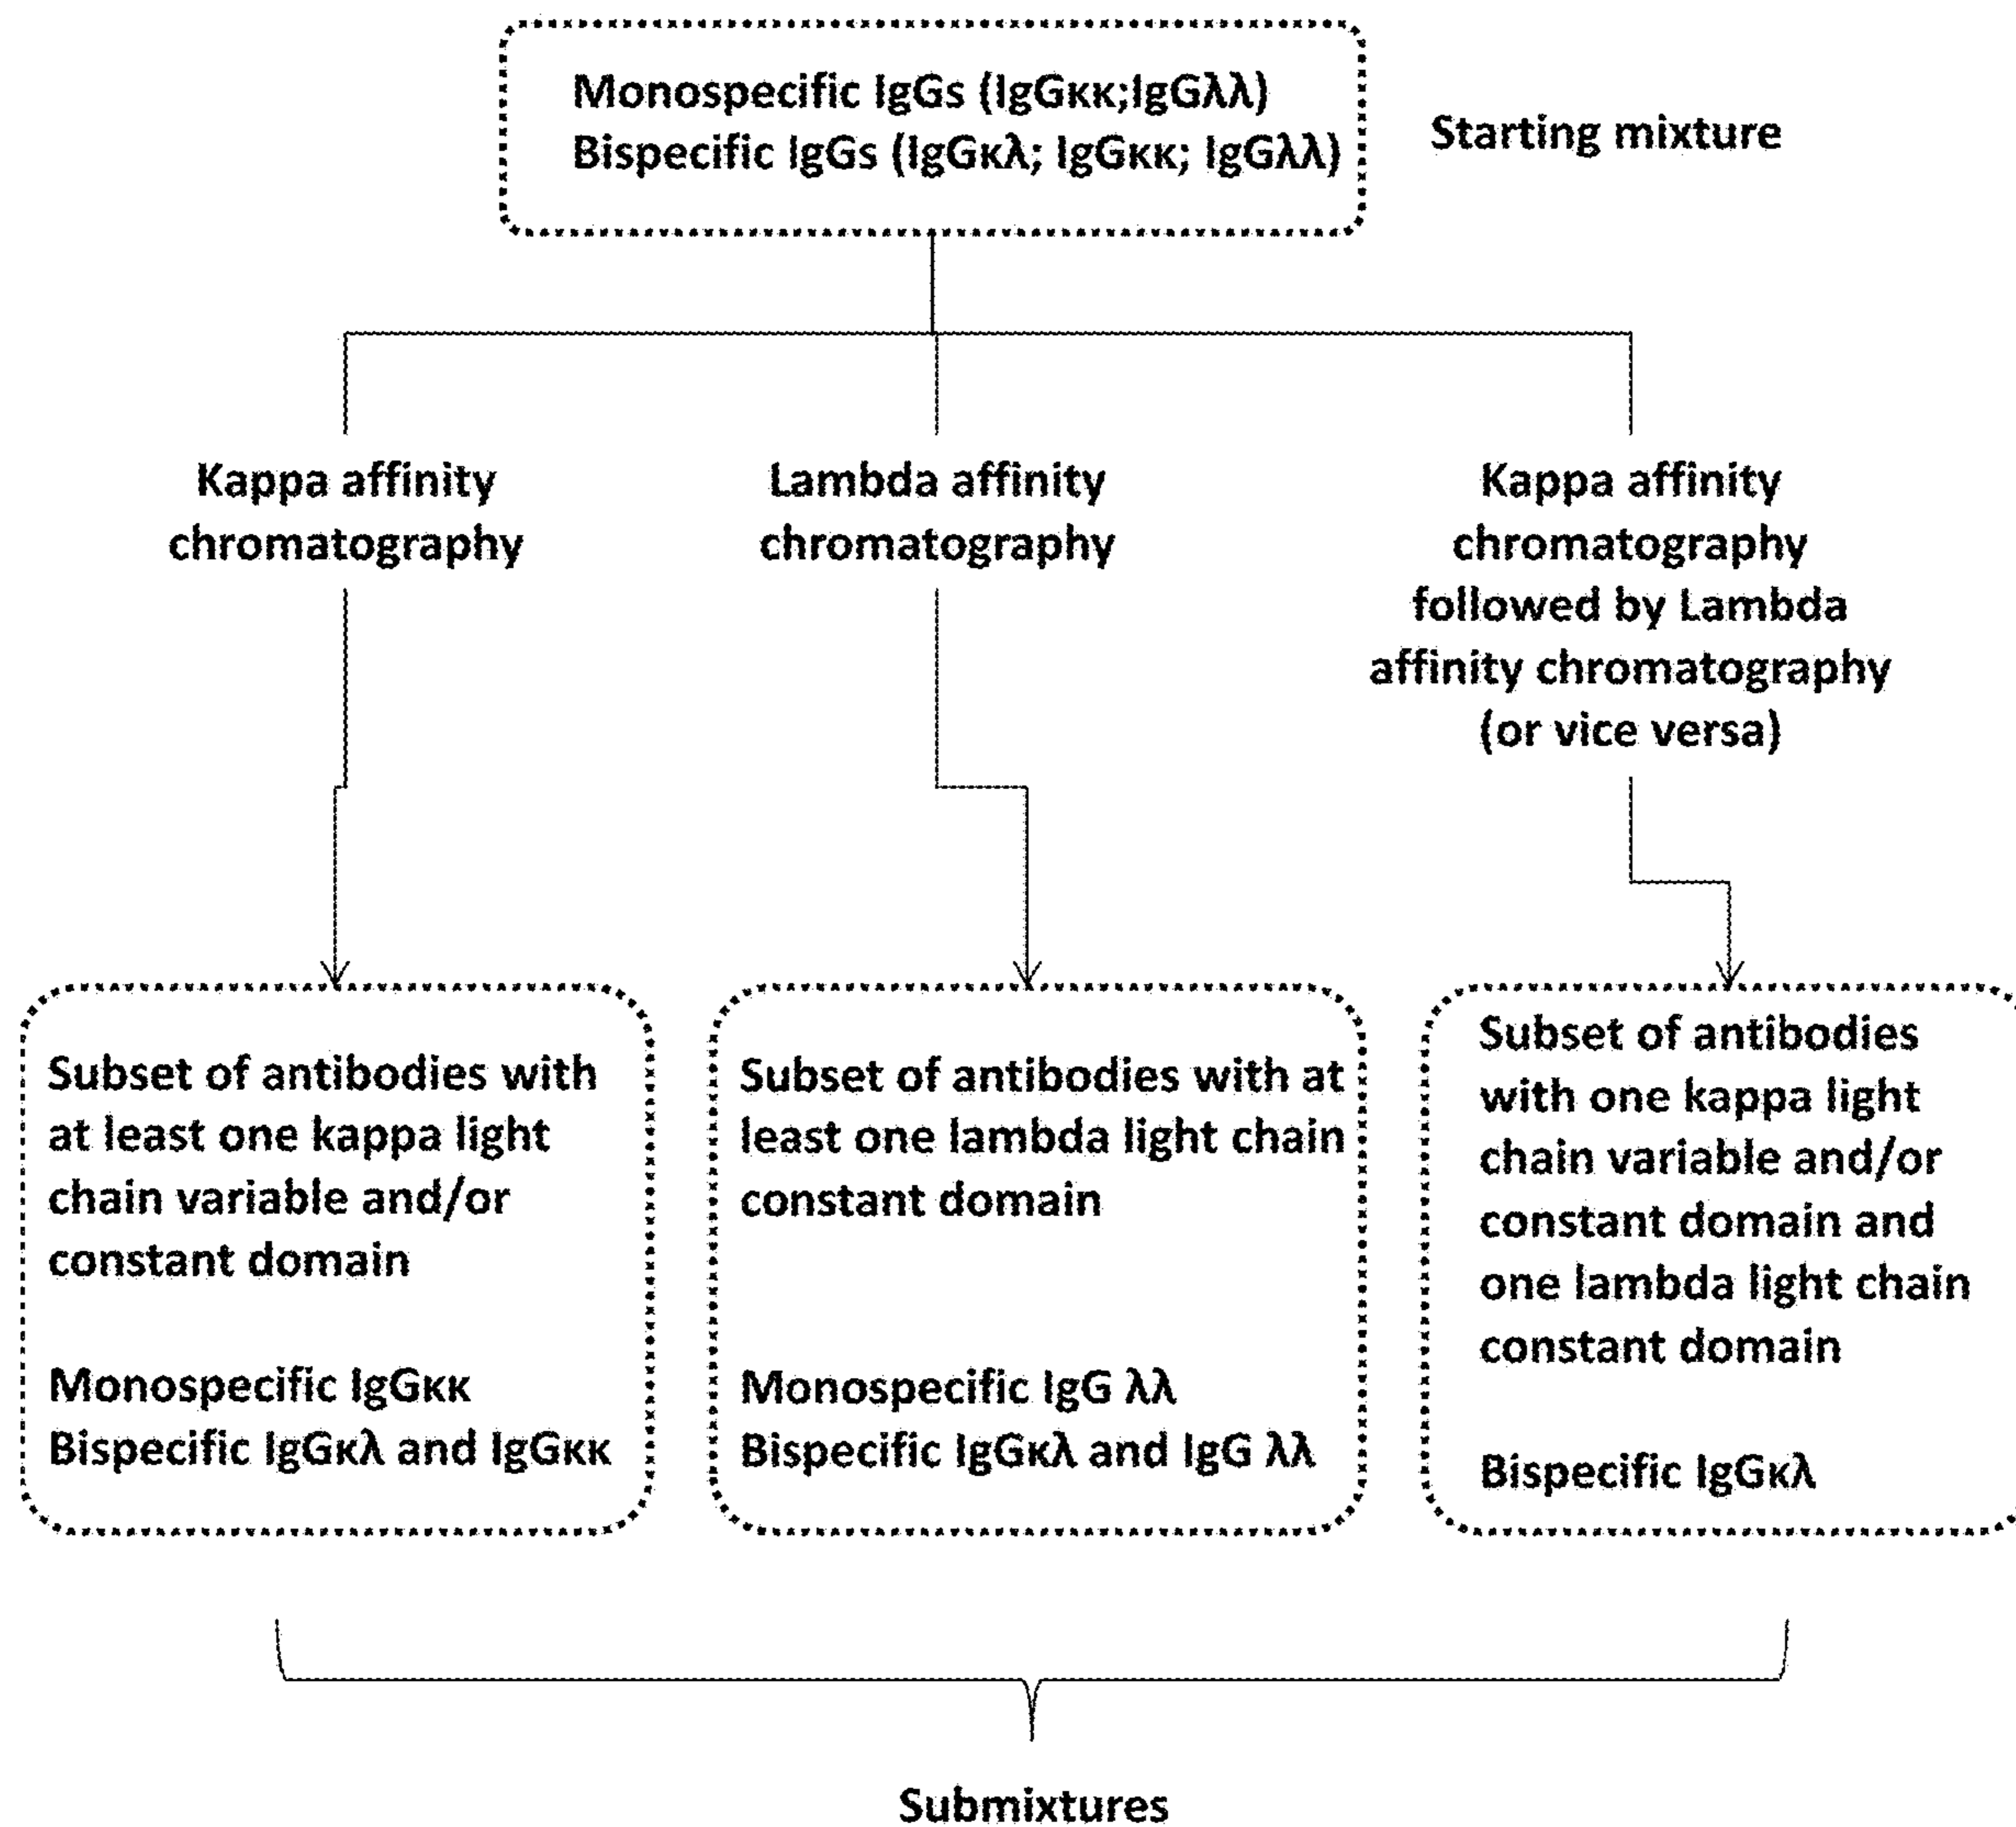 Monospecific IgGs (IgGκκ;IgGλλ)
Bispecific IgGs (IgGκλ; IgGκκ; IgGλλ)
Starting mixture
Kappa affinity
chromatography
Lambda affinity
chromatography
Kappa affinity
chromatography
followed by Lambda
affinity chromatography
(or vice versa)
Subset of antibodies with
at least one kappa light
chain variable and/or
constant domain
Monospecific IgGκκ
Bispecific IgGκλ and IgGκκ
Subset of antibodies with at
least one lambda light chain
constant domain
Monospecific IgG λλ
Bispecific IgGκλ and IgG λλ
Subset of antibodies
with one kappa light
chain variable and/or
constant domain and
one lambda light chain
constant domain
Bispecific IgGκλ
Submixtures